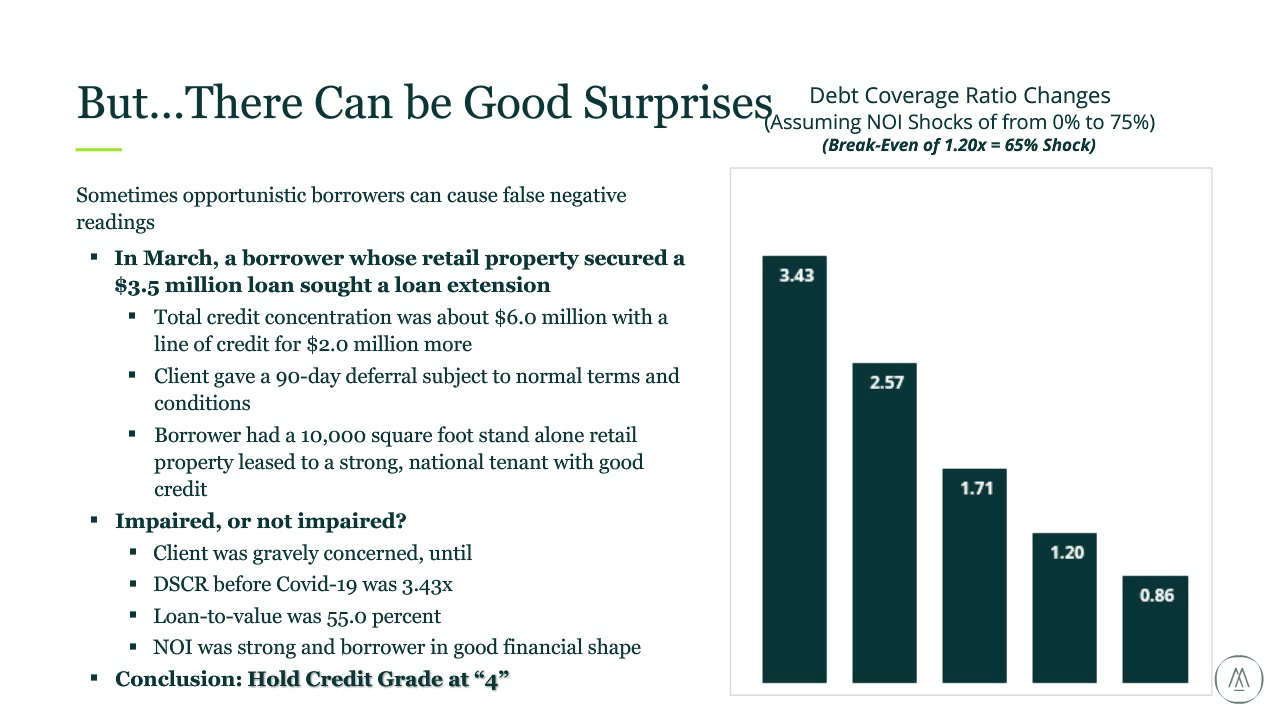 But...There Can be Good Surprises
Debt Coverage Ratio Changes
(Assuming NOI Shocks of from 0% to 75%)
(Break-Even of 1.20x = 65% Shock)
Sometimes opportunistic borrowers can cause false negative
readings
▪ In March, a borrower whose retail property secured a
$3.5 million loan sought a loan extension
▪ Total credit concentration was about $6.0 million with a
line of credit for $2.0 million more
▪ Client gave a 90-day deferral subject to normal terms and
conditions
▪ Borrower had a 10,000 square foot stand alone retail
property leased to a strong, national tenant with good
credit
▪ Impaired, or not impaired?
▪ Client was gravely concerned, until
▪ DSCR before Covid-19 was 3.43x
▪ Loan-to-value was 55.0 percent
▪ NOI was strong and borrower in good financial shape
▪ Conclusion: Hold Credit Grade at “4”
3.43
2.57
1.71
1.20
0.86